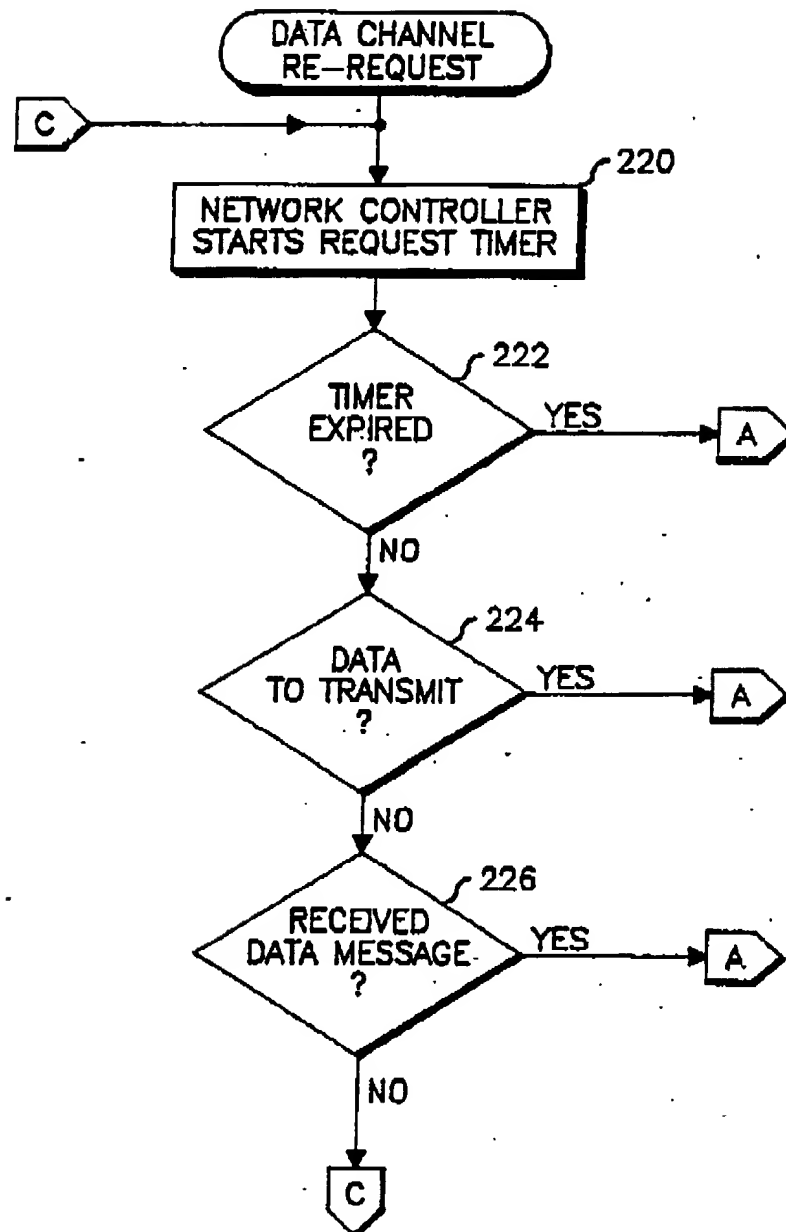 DATA CHANNEL
RE-REQUEST
C
220
NETWORK CONTROLLER
STARTS REQUEST TIMER
222
TIMER
EXPIRED
?
YES
A
NO
224
DATA
TO TRANSMIT
?
YES
A
NO
226
RECEIVED
DATA MESSAGE
?
YES
A
NO
C